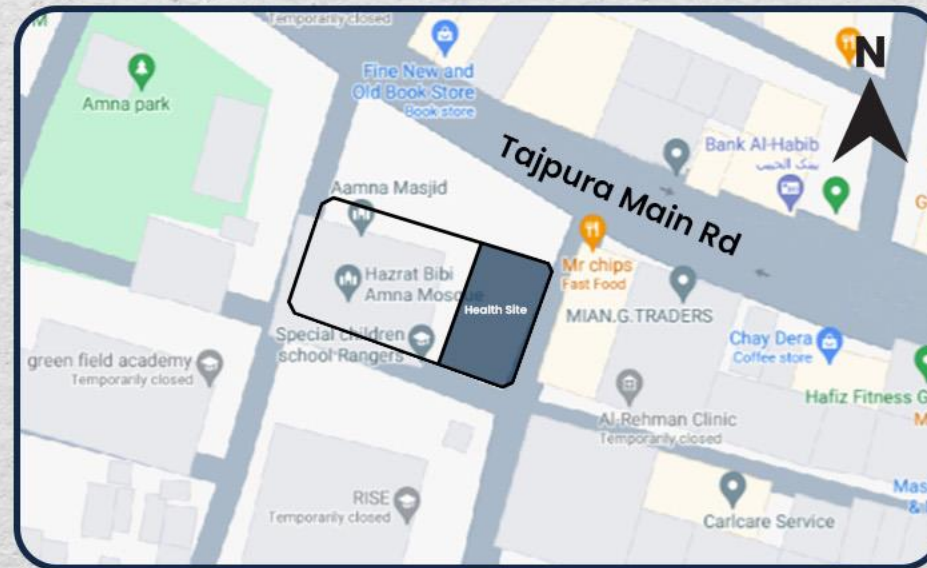 M
Temporarily closed
Fine New and
Old Book Store
Book store
N
Amna park
Bank Al-Habib
بینک الحبیب
Tajpura Main Rd
G
Aamna Masjid
Hazrat Bibi
Amna Mosque
Health Site
Mr chips
Fast Food
MIAN.G.TRADERS
Special children
school Rangers
green field academy
Temporarily closed
Chay Dera
Coffee store
Hafiz Fitness G
M
Al-Rehman Clinic
Temporarily closed
RISE
Temporarily closed
Carlcare Service
Mas
& I